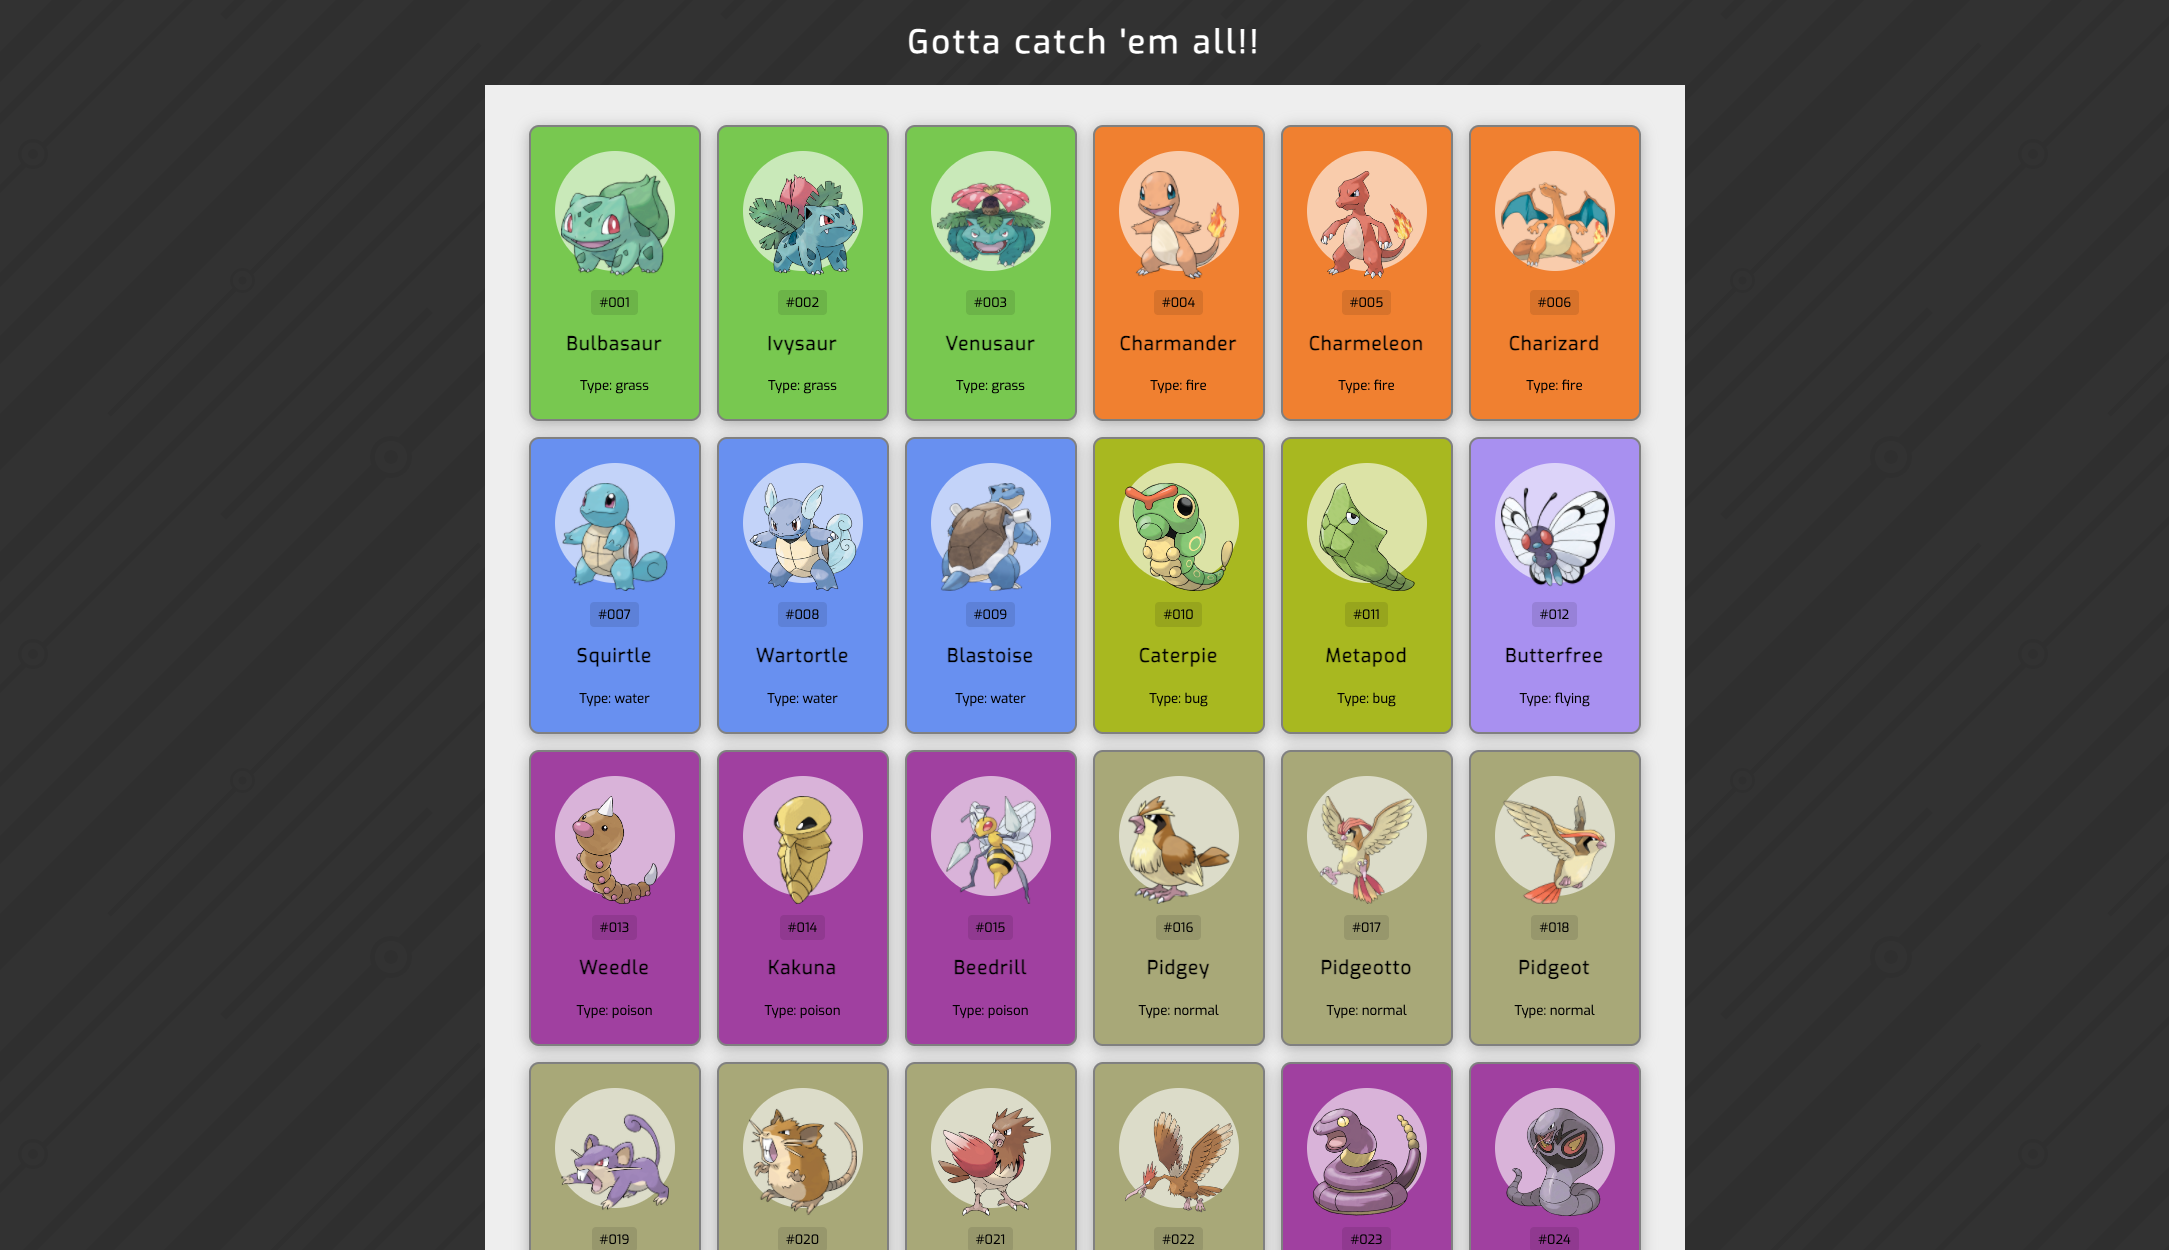 Gotta catch 'em all!!
#001 #002 #003 #004 #005 #006
Bulbasaur Ivysaur Venusaur Charmander Charmeleon Charizard
Type: grass Type: grass Type: grass Type: fire Type: fire Type: fire
#007 #008 #009 #010 #011 #012
Squirtle Wartortle Blastoise Caterpie Metapod Butterfree
Type: water Type: water Type: water Type: bug Type: bug Type: flying
#013 #014 #015 #016 #017 #018
Weedle Kakuna Beedrill Pidgey Pidgeotto Pidgeot
Type: poison Type: poison Type: poison Type: normal Type: normal Type: normal
#019 #020 #021 #022 #023 #024